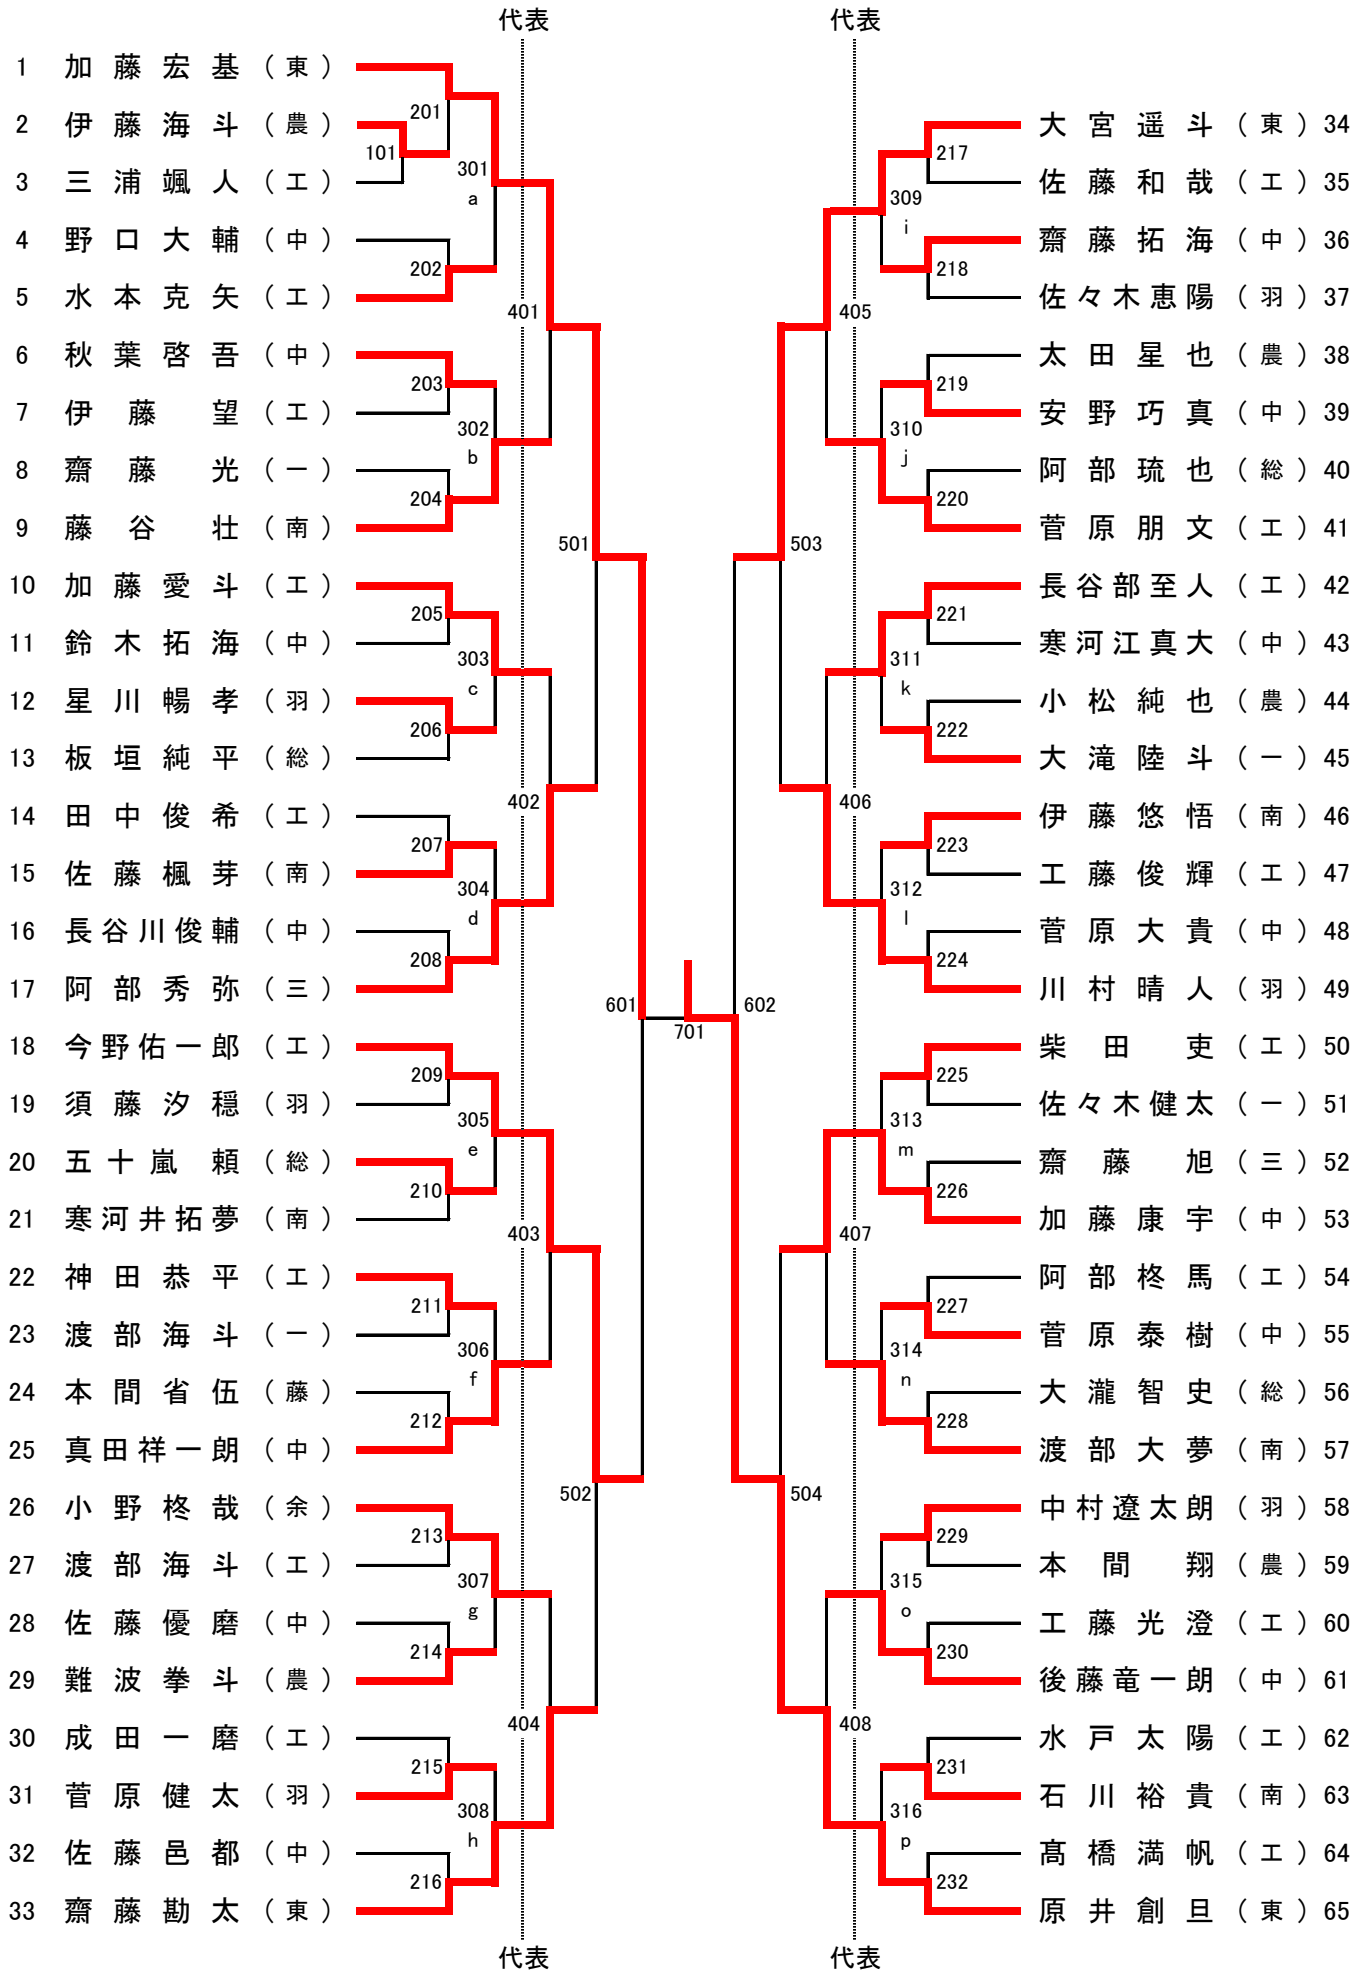 代表 代表
1 加藤宏基（東）
2 伊藤海斗（農）
3 三浦颯人（工）
4 野口大輔（中）
5 水本克矢（工）
6 秋葉啓吾（中）
7 伊藤望（工）
8 齋藤光（一）
9 藤谷壮（南）
10 加藤愛斗（工）
11 鈴木拓海（中）
12 星川暢孝（羽）
13 板垣純平（総）
14 田中俊希（工）
15 佐藤楓芽（南）
16 長谷川俊輔（中）
17 阿部秀弥（三）
18 今野佑一郎（工）
19 須藤汐穏（羽）
20 五十嵐頼（総）
21 寒河井拓夢（南）
22 神田恭平（工）
23 渡部海斗（一）
24 本間省伍（藤）
25 真田祥一朗（中）
26 小野柊哉（余）
27 渡部海斗（工）
28 佐藤優磨（中）
29 難波拳斗（農）
30 成田一磨（工）
31 菅原健太（羽）
32 佐藤邑都（中）
33 齋藤勘太（東）
101
201
202
203
204
205
206
207
208
209
210
211
212
213
214
215
216
301
a
302
b
303
c
304
d
305
e
306
f
307
g
308
h
401
402
403
404
501
502
601
701
602
503
504
405
406
407
408
309
i
310
j
311
k
312
l
313
m
314
n
315
o
316
p
217
218
219
220
221
222
223
224
225
226
227
228
229
230
231
232
大宮遥斗（東）34
佐藤和哉（工）35
齋藤拓海（中）36
佐々木恵陽（羽）37
太田星也（農）38
安野巧真（中）39
阿部琉也（総）40
菅原朋文（工）41
長谷部至人（工）42
寒河江真大（中）43
小松純也（農）44
大滝陸斗（一）45
伊藤悠悟（南）46
工藤俊輝（工）47
菅原大貴（中）48
川村晴人（羽）49
柴田吏（工）50
佐々木健太（一）51
齋藤旭（三）52
加藤康宇（中）53
阿部柊馬（工）54
菅原泰樹（中）55
大瀧智史（総）56
渡部大夢（南）57
中村遼太朗（羽）58
本間翔（農）59
工藤光澄（工）60
後藤竜一朗（中）61
水戸太陽（工）62
石川裕貴（南）63
髙橋満帆（工）64
原井創旦（東）65
代表 代表